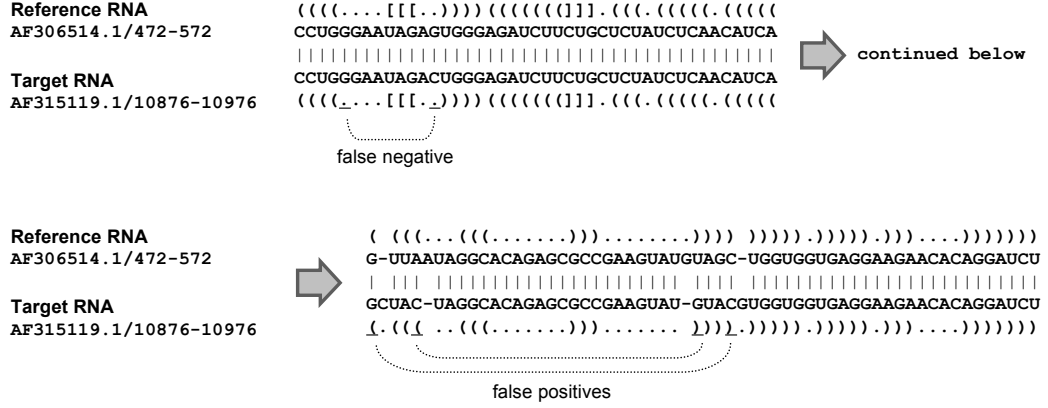 Reference RNA ((((....[[[..))))(((((((]]].(((.(((((.(((((
AF306514.1/472-572 CCUGGGAAUAGAGUGGGAGAUCUUCUGCUCUAUCUCAACAUCA
continued below
Target RNA CCUGGGAAUAGACUGGGAGAUCUUCUGCUCUAUCUCAACAUCA
AF315119.1/10876-10976 ((((....[[[..))))(((((((]]].(((.(((((.(((((
false negative
Reference RNA ( (((...(((.......)))........)))) ))))).))))).)))....)))))))
AF306514.1/472-572 G-UUAAUAGGCACAGAGCGCCGAAGUAUGUAGC-UGGUGGUGAGGAAGAACACAGGAUCU
Target RNA GCUAC-UAGGCACAGAGCGCCGAAGUAU-GUACGUGGUGGUGAGGAAGAACACAGGAUCU
AF315119.1/10876-10976 (.((( ..(((.......)))....... )))).))))).))))).)))....)))))))
false positives